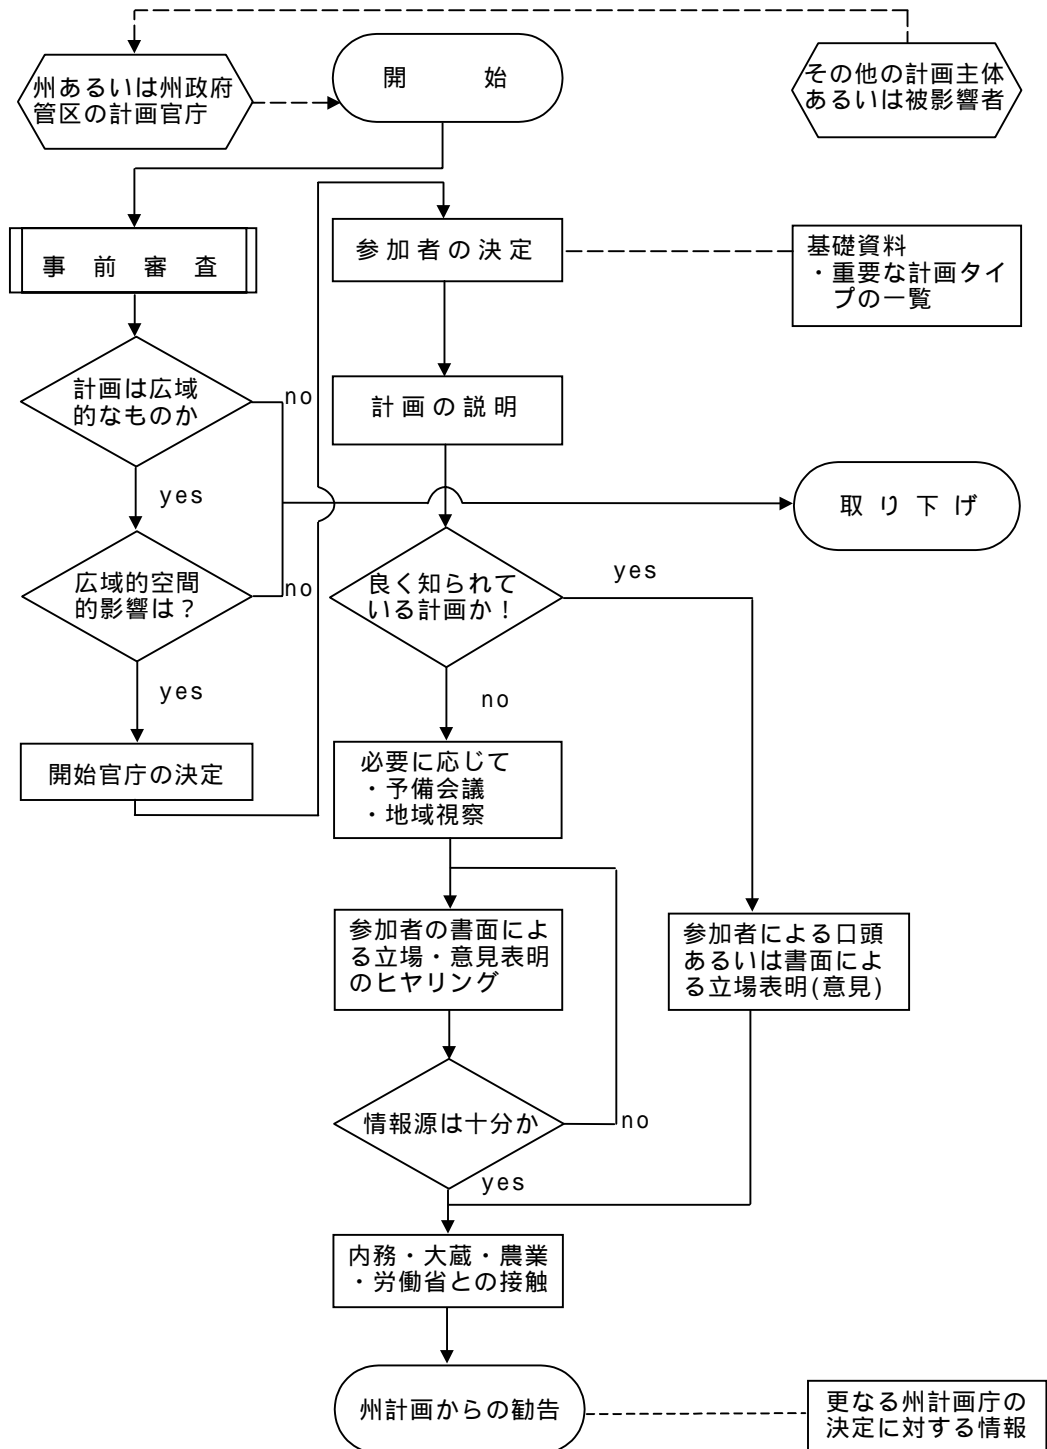 州あるいは州政府
管区の計画官庁
開 始
その他の計画主体
あるいは被影響者
事 前 審 査
参加者の決定
基礎資料
・重要な計画タイ
プの一覧
計画は広域
的なものか
no
yes
計画の説明
取り下げ
広域的空間
的影響は？
no
yes
良く知られて
いる計画か！
yes
no
開始官庁の決定
必要に応じて
・予備会議
・地域視察
参加者の書面によ
る立場・意見表明
のヒヤリング
参加者による口頭
あるいは書面によ
る立場表明(意見)
情報源は十分か
no
yes
内務・大蔵・農業
・労働省との接触
州計画からの勧告
更なる州計画庁の
決定に対する情報